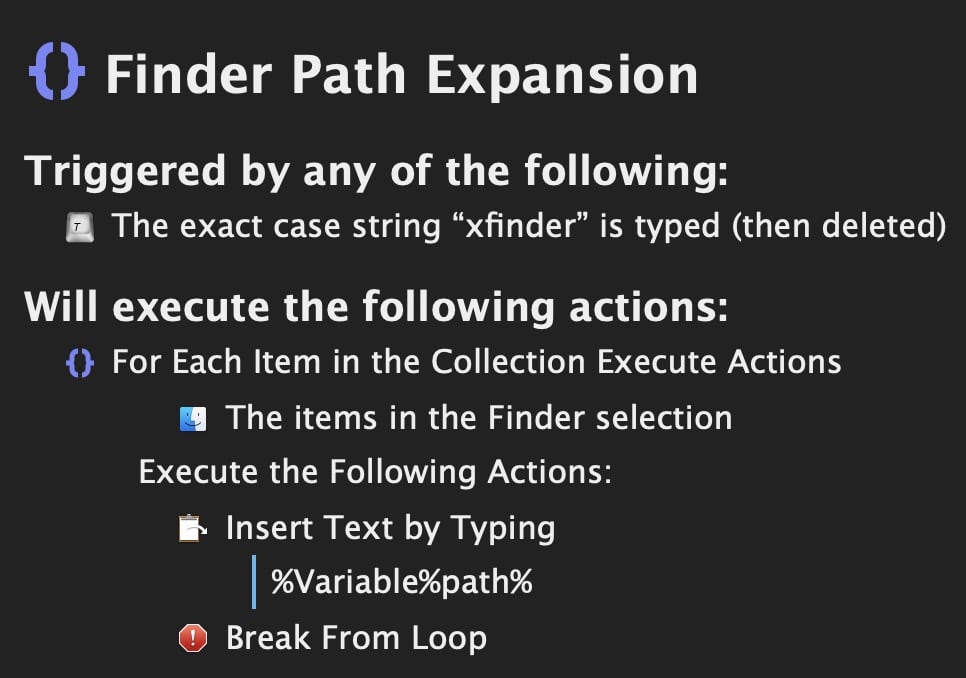 Finder Path Expansion
Triggered by any of the following:
The exact case string “xfinder” is typed (then deleted)
Will execute the following actions:
For Each Item in the Collection Execute Actions
The items in the Finder selection
Execute the Following Actions:
Insert Text by Typing
%Variable%path%
Break From Loop